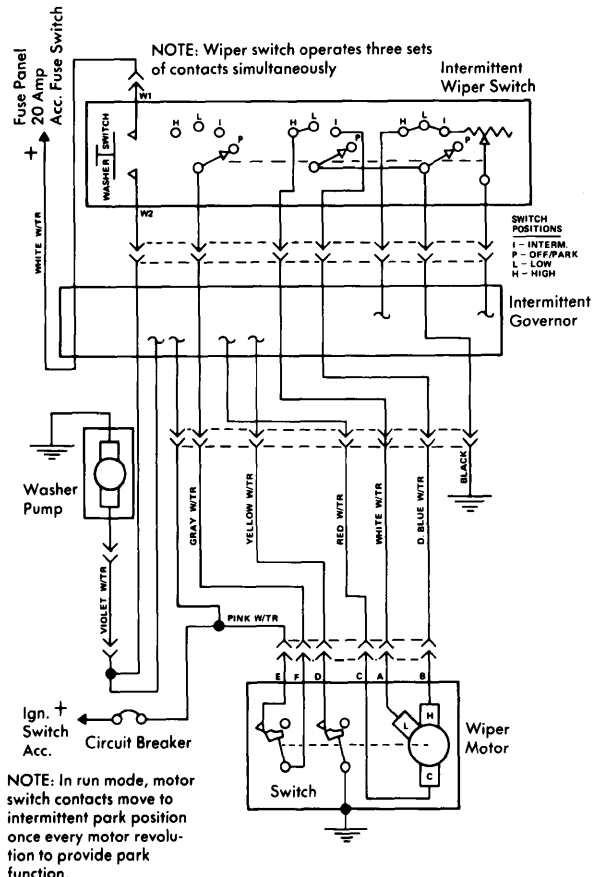 NOTE: Wiper switch operates three sets
of contacts simultaneously
Fuse Panel
20 Amp
Acc. Fuse Switch
+
WHITE W/TR
Intermittent
Wiper Switch
W1
WASHER SWITCH
W2
H
L
I
P
H
L
I
P
H
L
I
P
SWITCH
POSITIONS
I - INTERM.
P - OFF/PARK
L - LOW
H - HIGH
Intermittent
Governor
Washer
Pump
VIOLET W/TR
GRAY W/TR
YELLOW W/TR
RED W/TR
WHITE W/TR
D. BLUE W/TR
BLACK
PINK W/TR
E
F
D
C
A
B
Ign. +
Switch
Acc.
Circuit Breaker
L
H
C
Switch
Wiper
Motor
NOTE: In run mode, motor
switch contacts move to
intermittent park position
once every motor revolu-
tion to provide park
function.